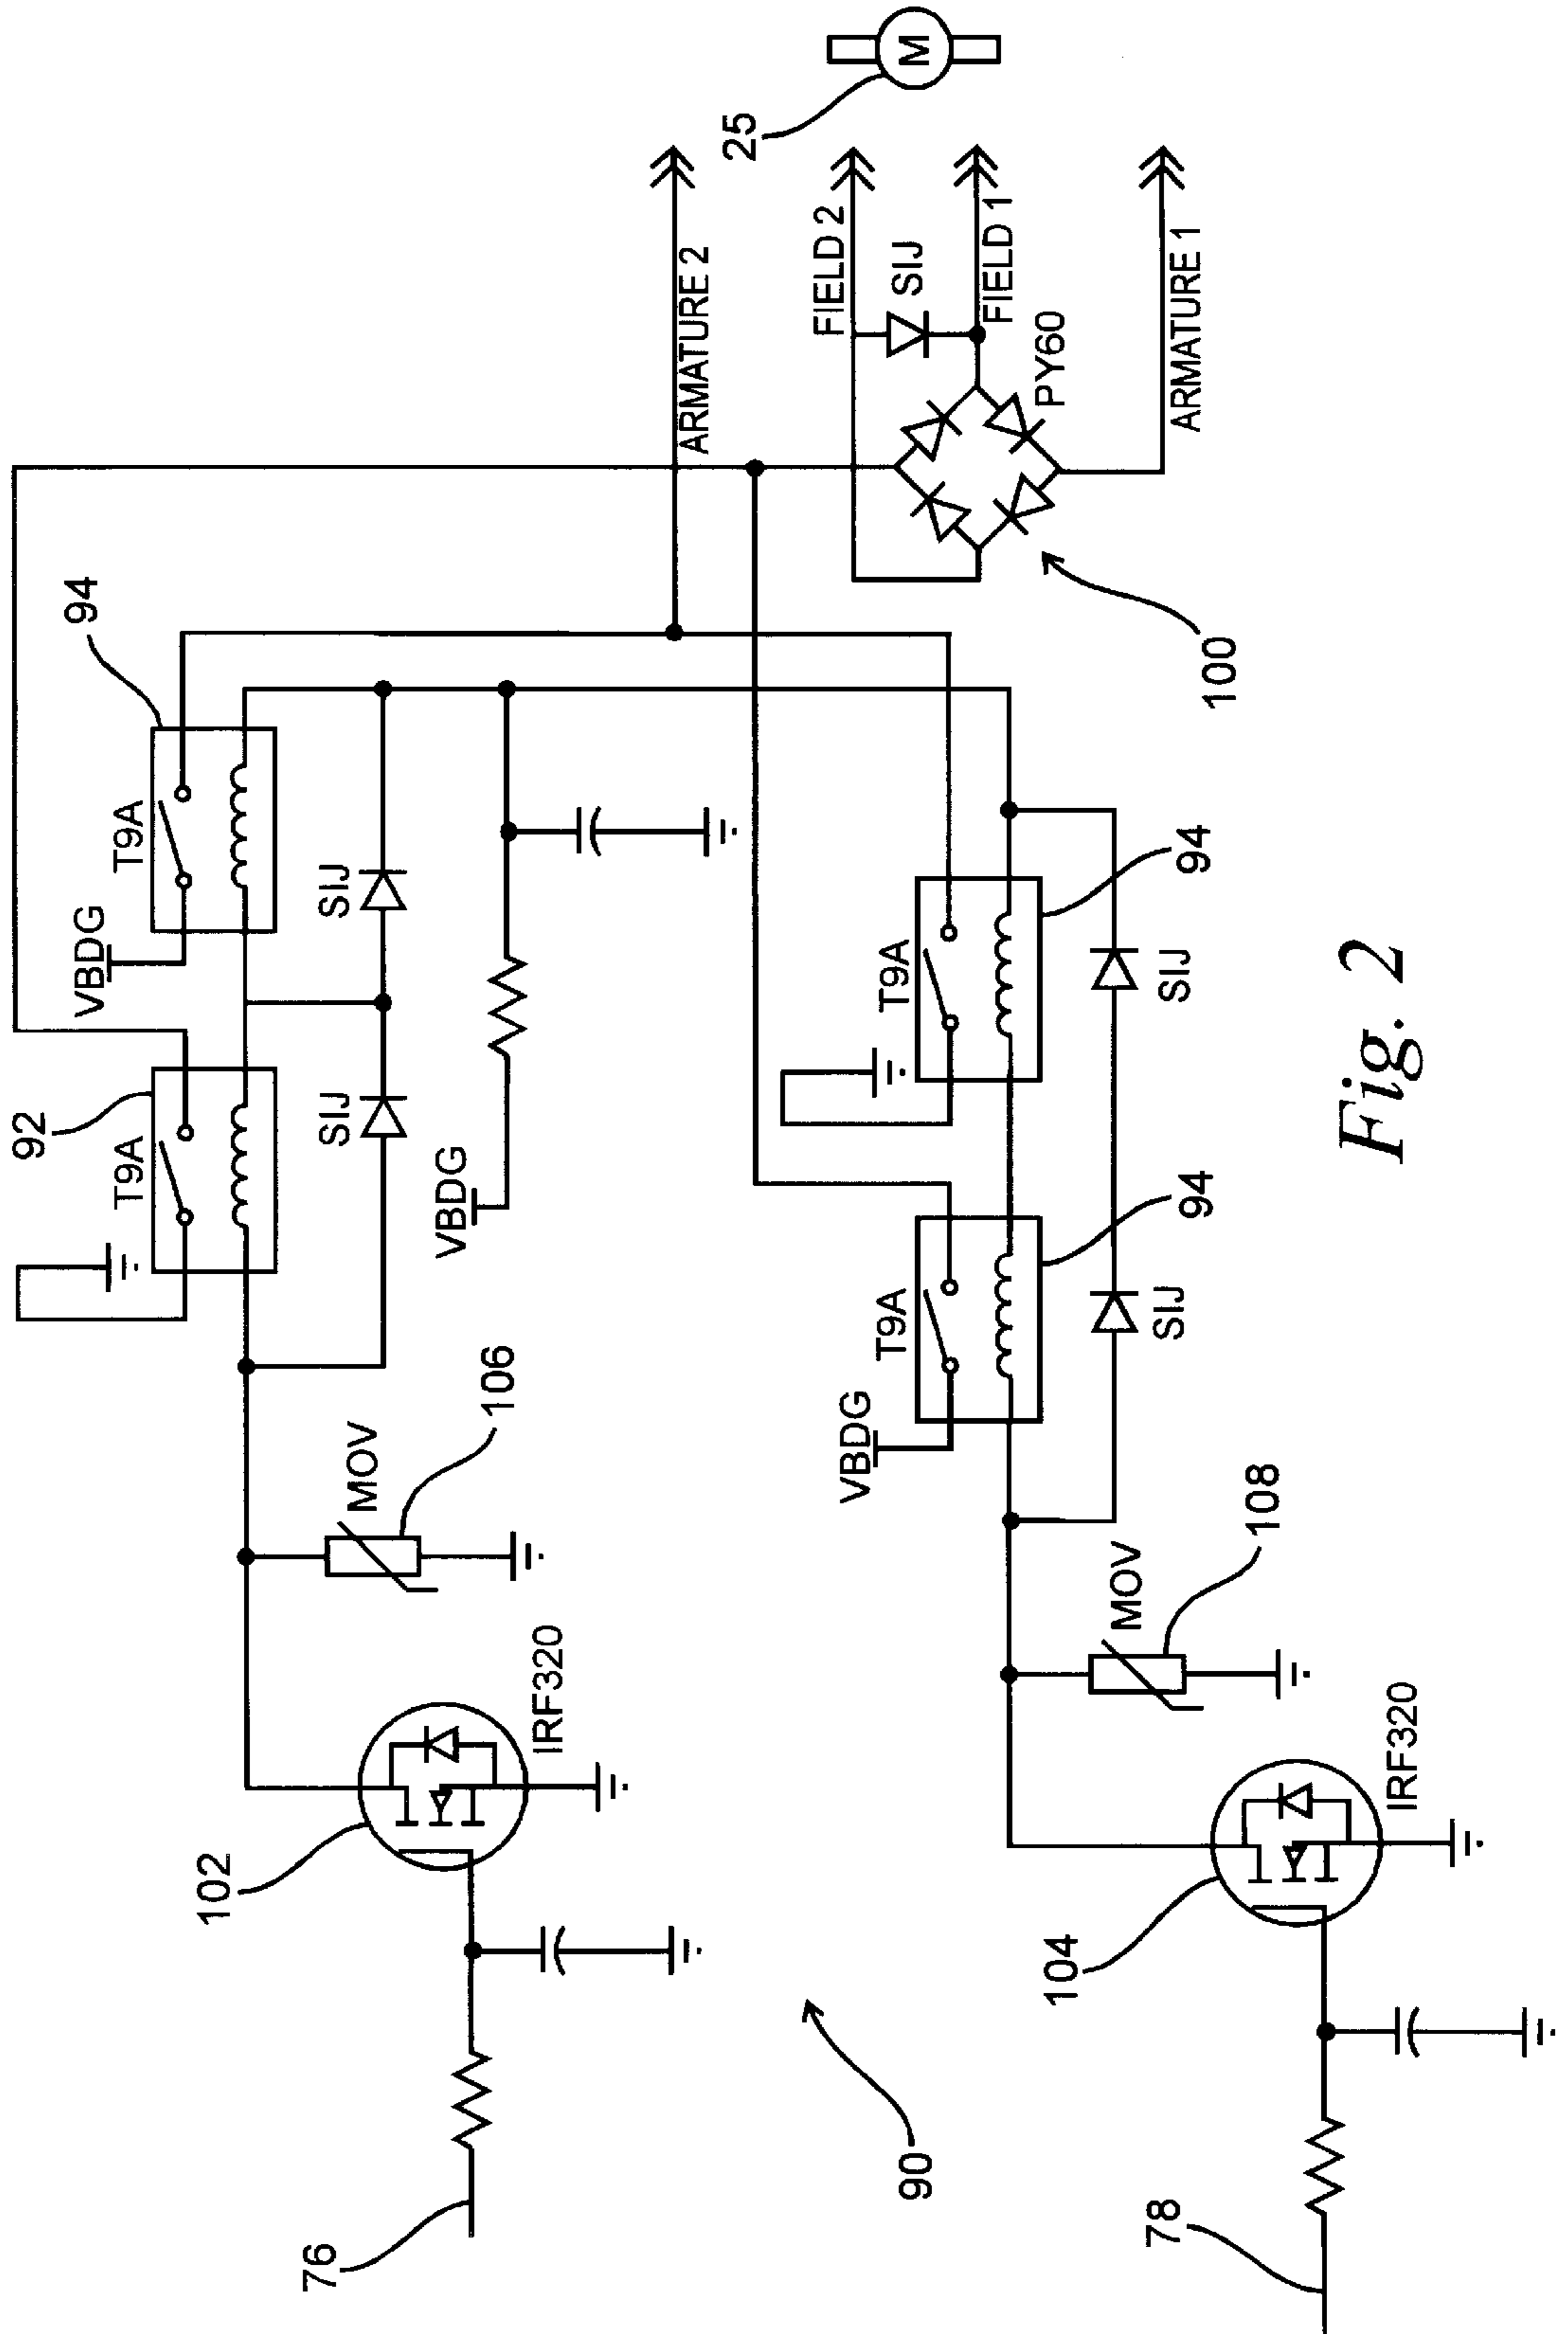 94
92
T9A
VBDG
T9A
SIJ
SIJ
VBDG
106
MOV
102
IRF320
76
90
ARMATURE 2
25
M
FIELD 2
SIJ
FIELD 1
PY60
ARMATURE 1
100
T9A
94
SIJ
T9A
94
SIJ
VBDG
108
MOV
104
IRF320
78
Fig. 2